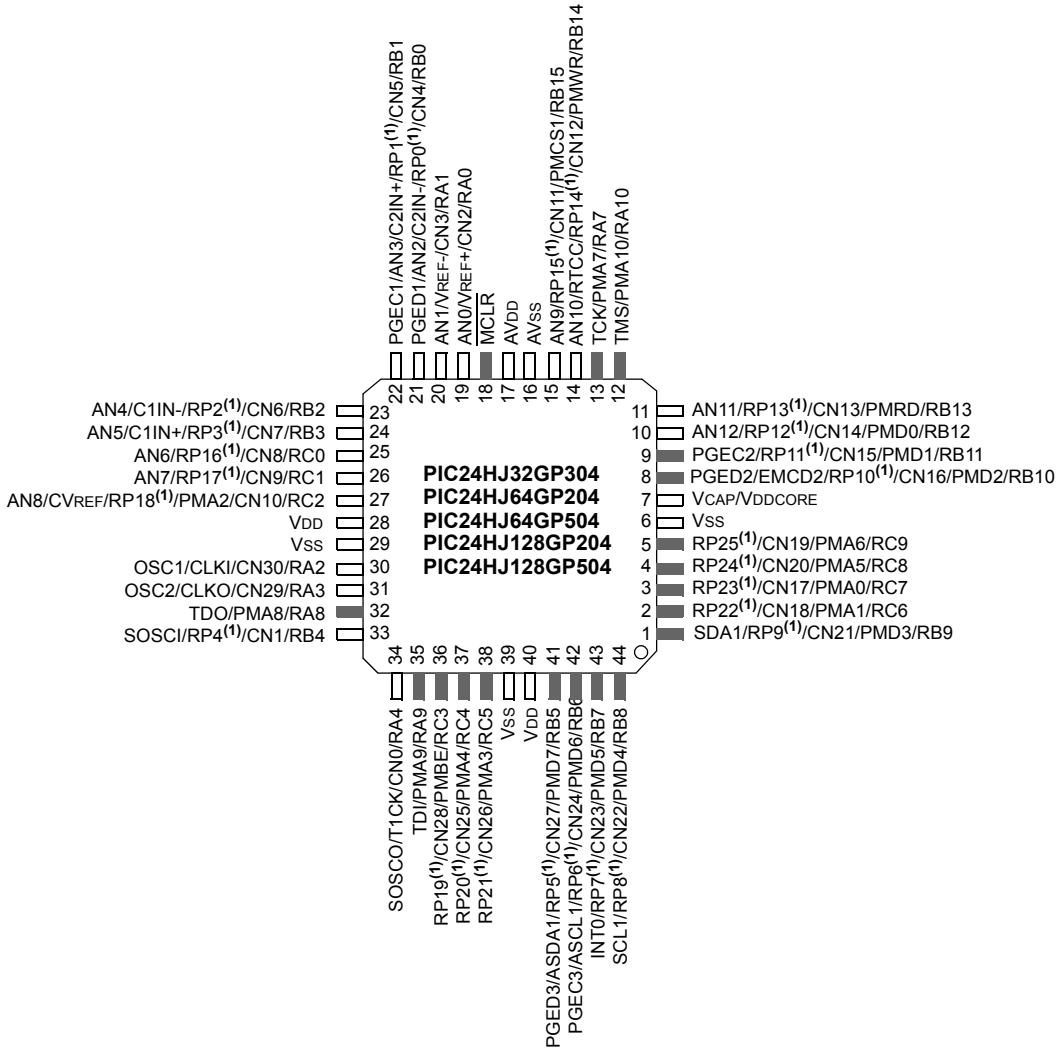 PGEC1/AN3/C2IN+/RP1(1)/CN5/RB1
PGED1/AN2/C2IN-/RP0(1)/CN4/RB0
AN1/VREF-/CN3/RA1
AN0/VREF+/CN2/RA0
MCLR
AVDD
AVSS
AN9/RP15(1)/CN11/PMCS1/RB15
AN10/RTCC/RP14(1)/CN12/PMWR/RB14
TCK/PMA7/RA7
TMS/PMA10/RA10
22
21
20
19
18
17
16
15
14
13
12
AN4/C1IN-/RP2(1)/CN6/RB2 23
AN5/C1IN+/RP3(1)/CN7/RB3 24
AN6/RP16(1)/CN8/RC0 25
AN7/RP17(1)/CN9/RC1 26
AN8/CVREF/RP18(1)/PMA2/CN10/RC2 27
VDD 28
VSS 29
OSC1/CLKI/CN30/RA2 30
OSC2/CLKO/CN29/RA3 31
TDO/PMA8/RA8 32
SOSCI/RP4(1)/CN1/RB4 33
PIC24HJ32GP304
PIC24HJ64GP204
PIC24HJ64GP504
PIC24HJ128GP204
PIC24HJ128GP504
11 AN11/RP13(1)/CN13/PMRD/RB13
10 AN12/RP12(1)/CN14/PMD0/RB12
9 PGEC2/RP11(1)/CN15/PMD1/RB11
8 PGED2/EMCD2/RP10(1)/CN16/PMD2/RB10
7 VCAP/VDDCORE
6 VSS
5 RP25(1)/CN19/PMA6/RC9
4 RP24(1)/CN20/PMA5/RC8
3 RP23(1)/CN17/PMA0/RC7
2 RP22(1)/CN18/PMA1/RC6
1 SDA1/RP9(1)/CN21/PMD3/RB9
34
35
36
37
38
39
40
41
42
43
44
SOSCO/T1CK/CN0/RA4
TDI/PMA9/RA9
RP19(1)/CN28/PMBE/RC3
RP20(1)/CN25/PMA4/RC4
RP21(1)/CN26/PMA3/RC5
VSS
VDD
PGED3/ASDA1/RP5(1)/CN27/PMD7/RB5
PGEC3/ASCL1/RP6(1)/CN24/PMD6/RB6
INT0/RP7(1)/CN23/PMD5/RB7
SCL1/RP8(1)/CN22/PMD4/RB8